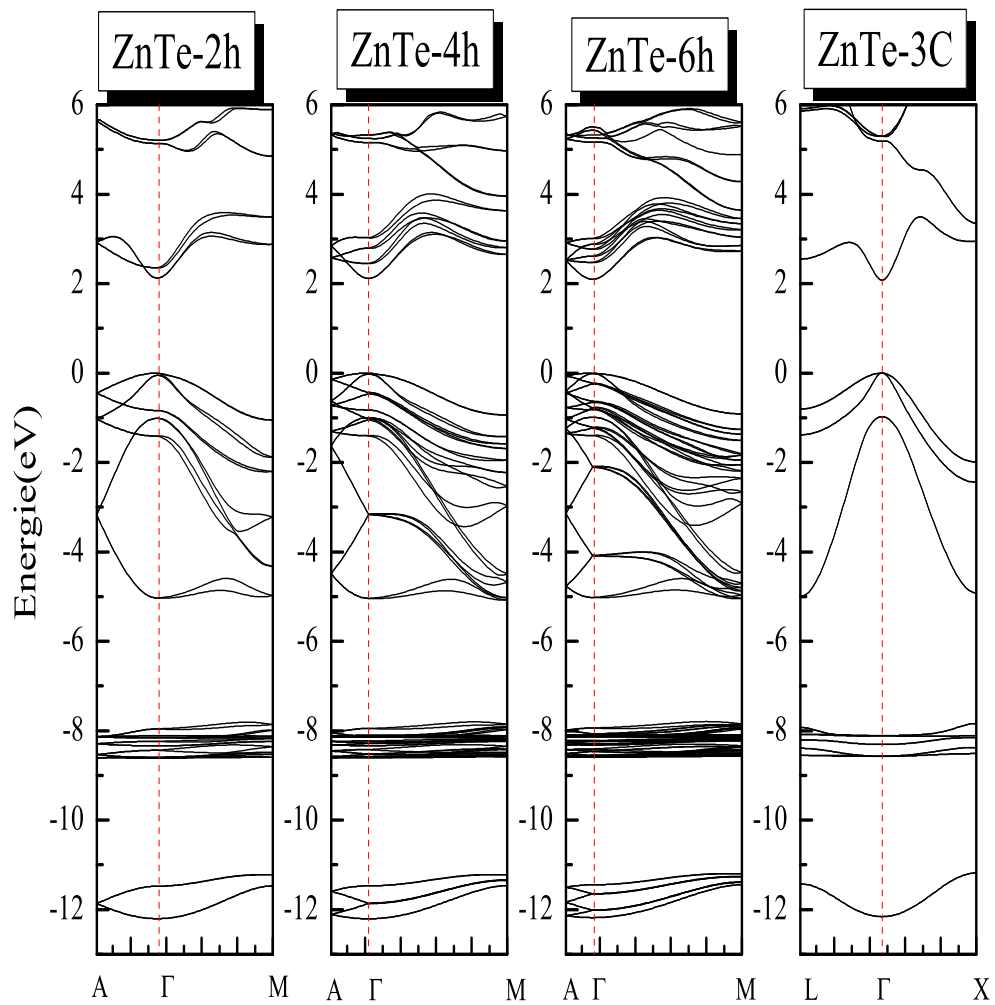 ZnTe-2h ZnTe-4h ZnTe-6h ZnTe-3C
6 6 6 6
4 4 4 4
2 2 2 2
0 0 0 0
-2 -2 -2 -2
-4 -4 -4 -4
-6 -6 -6 -6
-8 -8 -8 -8
-10 -10 -10 -10
-12 -12 -12 -12
Energie(eV)
A Γ M A Γ M A Γ M L Γ X